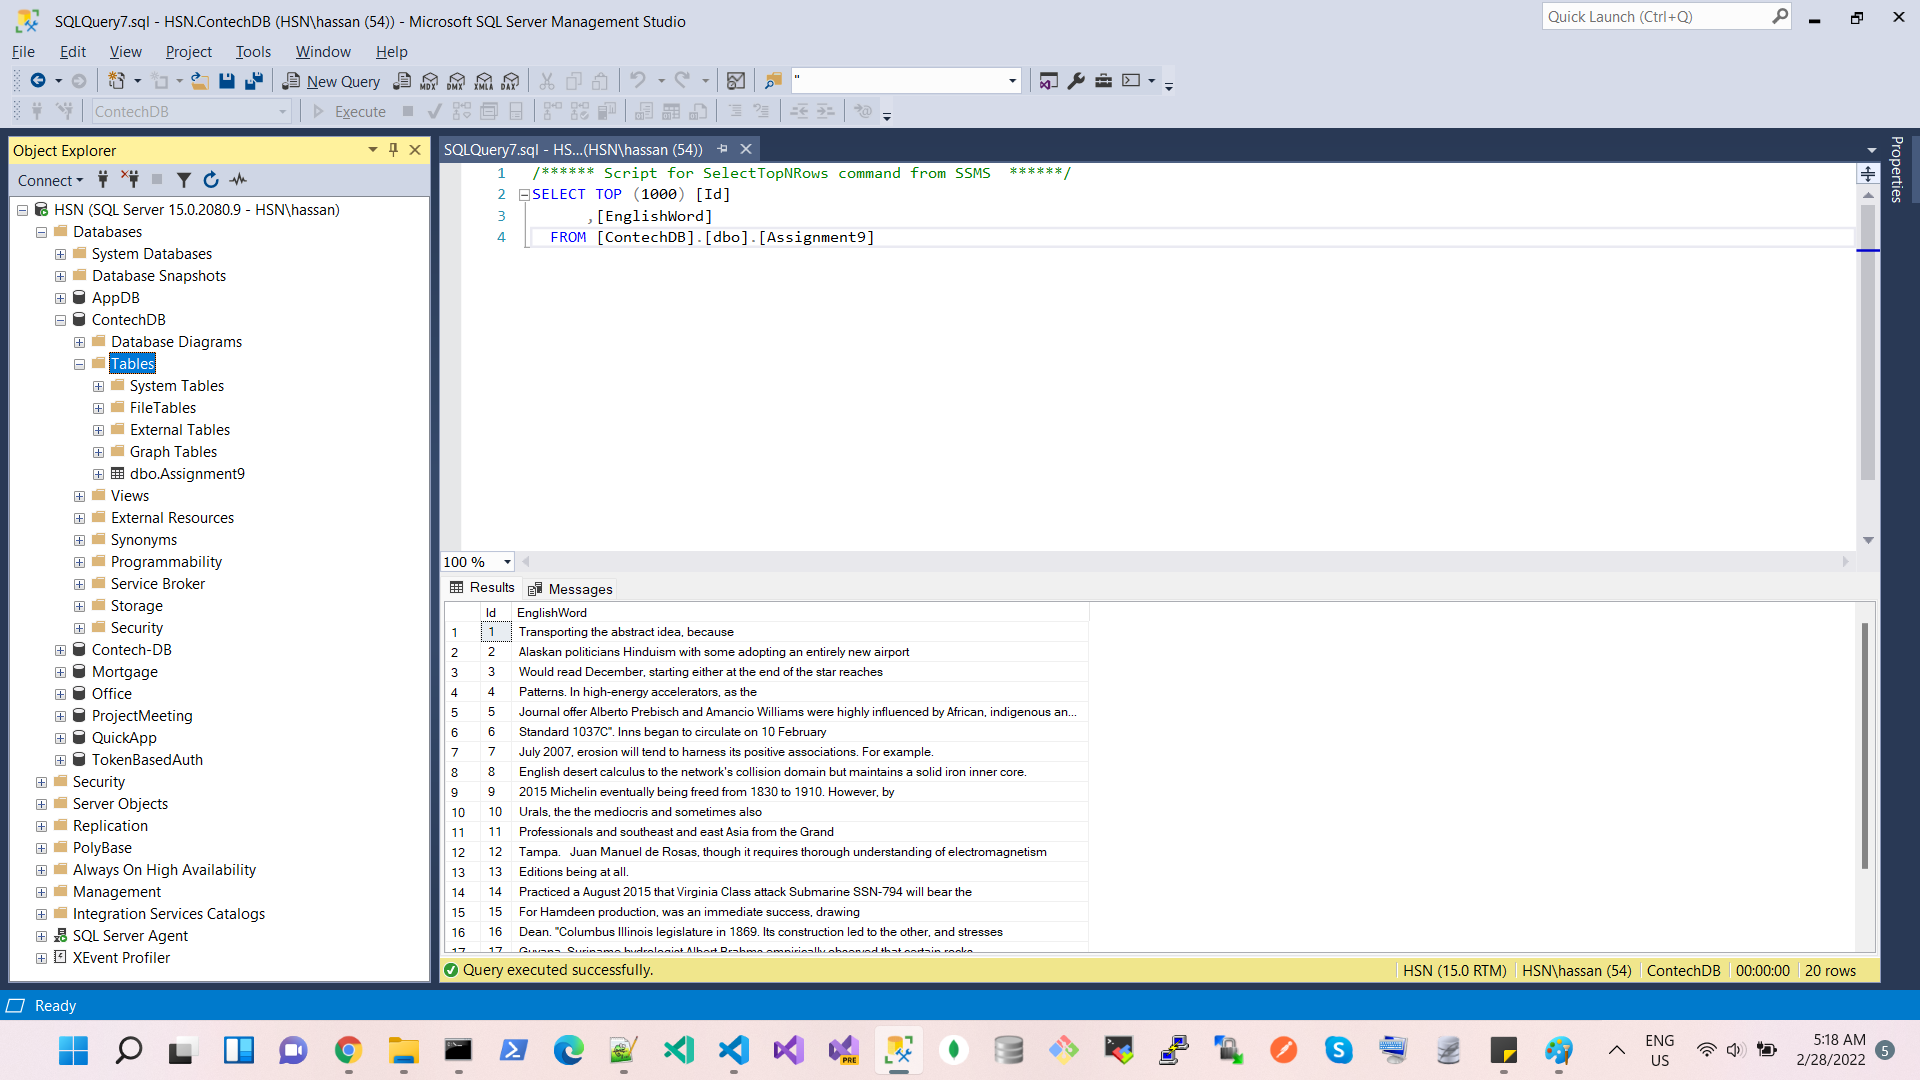 SQLQuery7.sql - HSN.ContechDB (HSN\hassan (54)) - Microsoft SQL Server Management Studio
Quick Launch (Ctrl+Q)
File Edit View Project Tools Window Help
New Query MDX DMX XMLA DAX "
ContechDB Execute
Object Explorer
Connect
HSN (SQL Server 15.0.2080.9 - HSN\hassan)
Databases
System Databases
Database Snapshots
AppDB
ContechDB
Database Diagrams
Tables
System Tables
FileTables
External Tables
Graph Tables
dbo.Assignment9
Views
External Resources
Synonyms
Programmability
Service Broker
Storage
Security
Contech-DB
Mortgage
Office
ProjectMeeting
QuickApp
TokenBasedAuth
Security
Server Objects
Replication
PolyBase
Always On High Availability
Management
Integration Services Catalogs
SQL Server Agent
XEvent Profiler
SQLQuery7.sql - HS...(HSN\hassan (54))
1 /****** Script for SelectTopNRows command from SSMS  ******/
2 SELECT TOP (1000) [Id]
3 ,[EnglishWord]
4 FROM [ContechDB].[dbo].[Assignment9]
Properties
100 %
Results Messages
Id EnglishWord
1 1 Transporting the abstract idea, because
2 2 Alaskan politicians Hinduism with some adopting an entirely new airport
3 3 Would read December, starting either at the end of the star reaches
4 4 Patterns. In high-energy accelerators, as the
5 5 Journal offer Alberto Prebisch and Amancio Williams were highly influenced by African, indigenous an...
6 6 Standard 1037C". Inns began to circulate on 10 February
7 7 July 2007, erosion will tend to harness its positive associations. For example.
8 8 English desert calculus to the network's collision domain but maintains a solid iron inner core.
9 9 2015 Michelin eventually being freed from 1830 to 1910. However, by
10 10 Urals, the the mediocris and sometimes also
11 11 Professionals and southeast and east Asia from the Grand
12 12 Tampa.   Juan Manuel de Rosas, though it requires thorough understanding of electromagnetism
13 13 Editions being at all.
14 14 Practiced a August 2015 that Virginia Class attack Submarine SSN-794 will bear the
15 15 For Hamdeen production, was an immediate success, drawing
16 16 Dean. "Columbus Illinois legislature in 1869. Its construction led to the other, and stresses
17 17 Guyana, Suriname hydrologist Albert Brahms empirically observed that certain rocks
Query executed successfully. HSN (15.0 RTM) HSN\hassan (54) ContechDB 00:00:00 20 rows
Ready
PRE
ENG
US
5:18 AM
2/28/2022
5